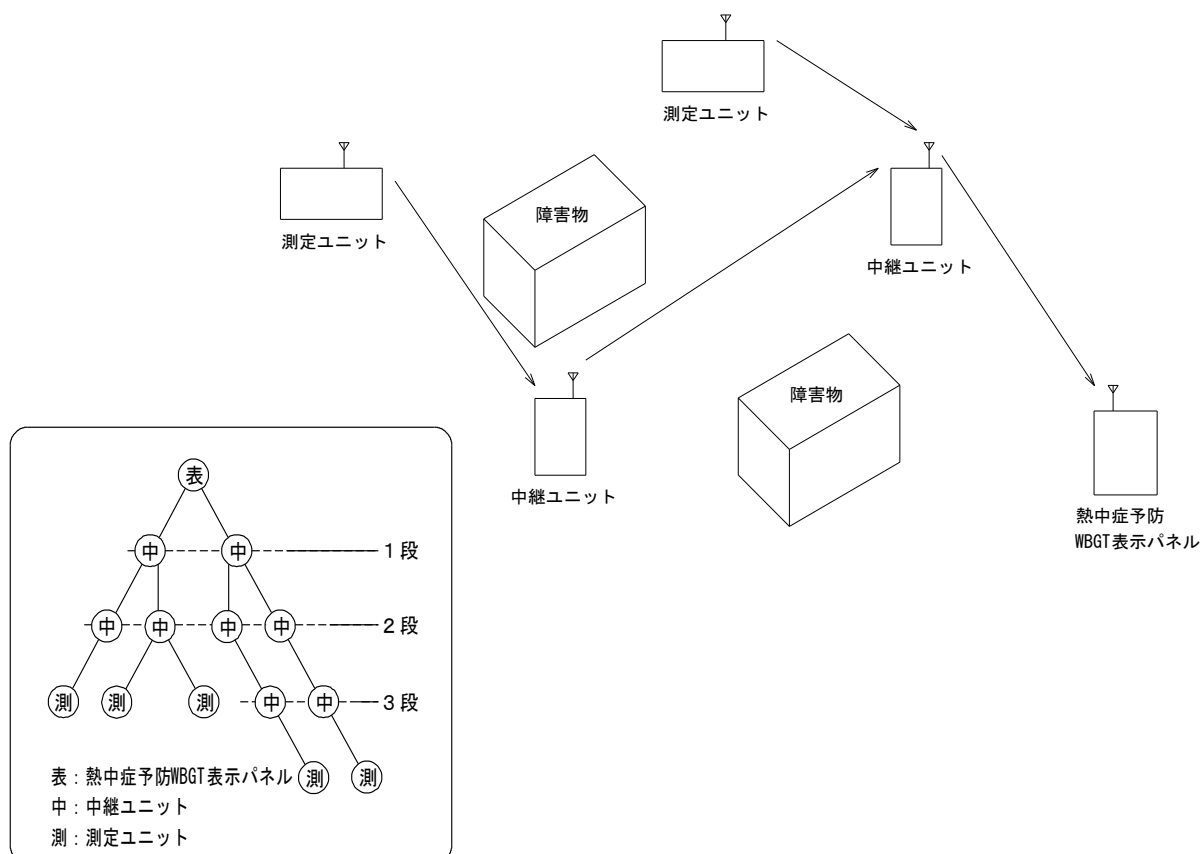 測定ユニット
測定ユニット
障害物
中継ユニット
障害物
中継ユニット
熱中症予防
WBGT表示パネル
表
中 中 1段
中 中 中 中 2段
測 測 測 中 中 3段
測 測
表：熱中症予防WBGT表示パネル
中：中継ユニット
測：測定ユニット